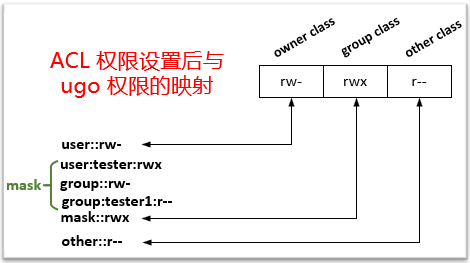 ACL 权限设置后与
ugo 权限的映射
owner class
group class
other class
rw-
rwx
r--
user::rw-
user:tester:rwx
mask
group::rw-
group:tester1:r--
mask::rwx
other::r--